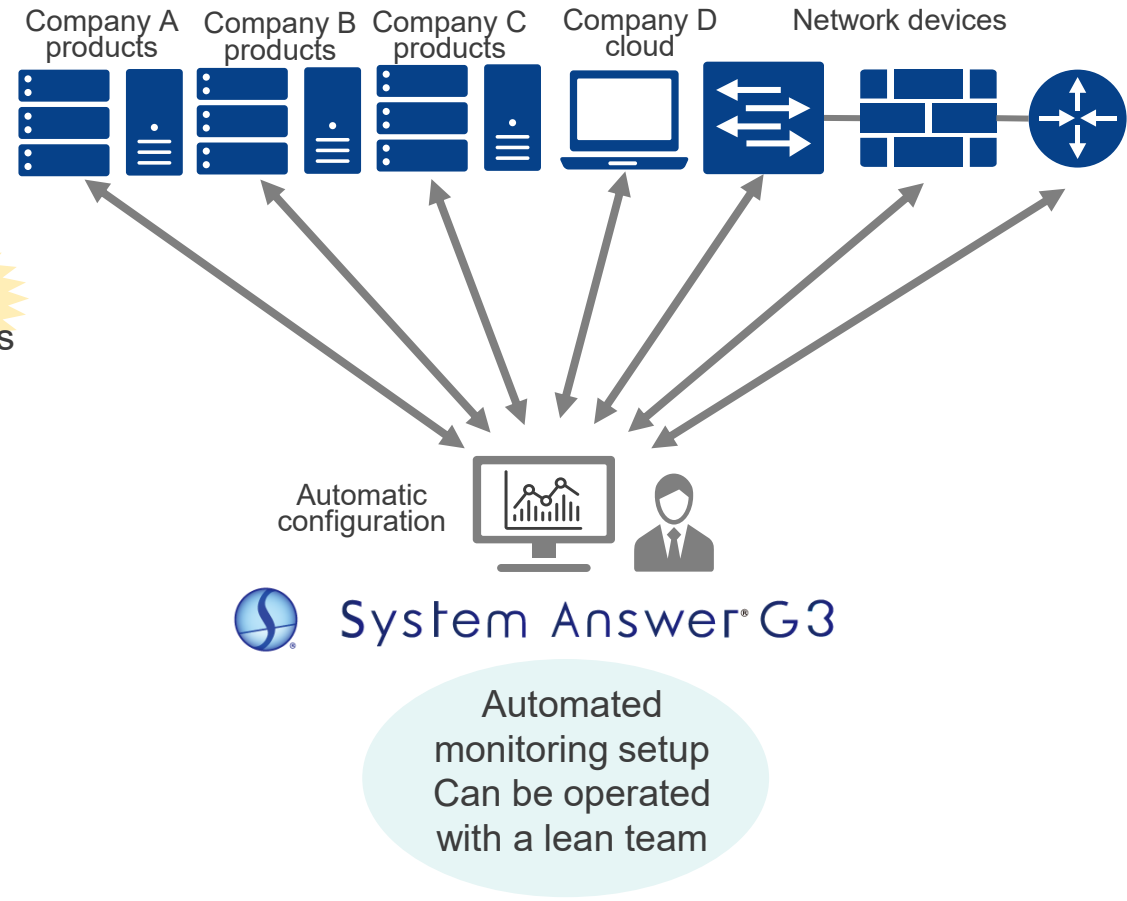 Company A
products
Company B
products
Company C
products
Company D
cloud
Network devices
s
Automatic
configuration
System Answer® G3
Automated
monitoring setup
Can be operated
with a lean team